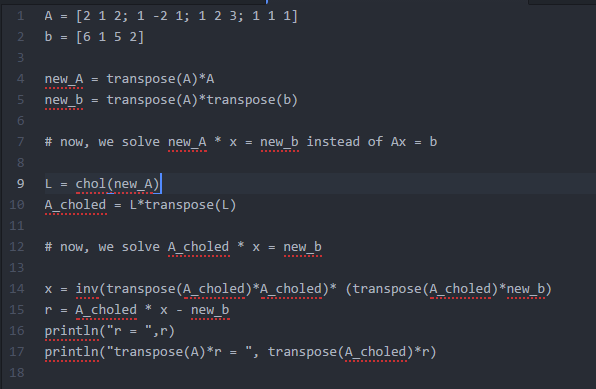 1 A = [2 1 2; 1 -2 1; 1 2 3; 1 1 1]
2 b = [6 1 5 2]
3
4 new_A = transpose(A)*A
5 new_b = transpose(A)*transpose(b)
6
7 # now, we solve new_A * x = new_b instead of Ax = b
8
9 L = chol(new_A)
10 A_choled = L*transpose(L)
11
12 # now, we solve A_choled * x = new_b
13
14 x = inv(transpose(A_choled)*A_choled)* (transpose(A_choled)*new_b)
15 r = A_choled * x - new_b
16 println("r = ",r)
17 println("transpose(A)*r = ", transpose(A_choled)*r)
18